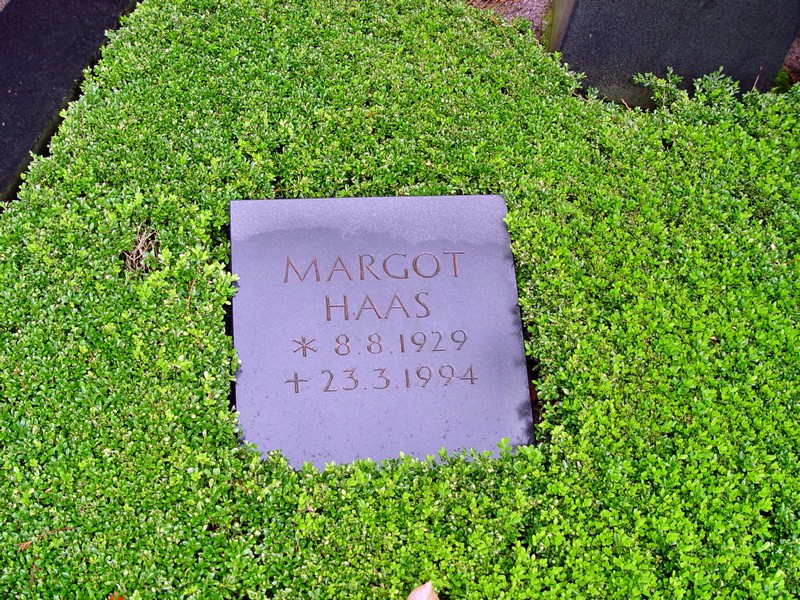 MARGOT
HAAS
* 8.8.1929
+ 23.3.1994